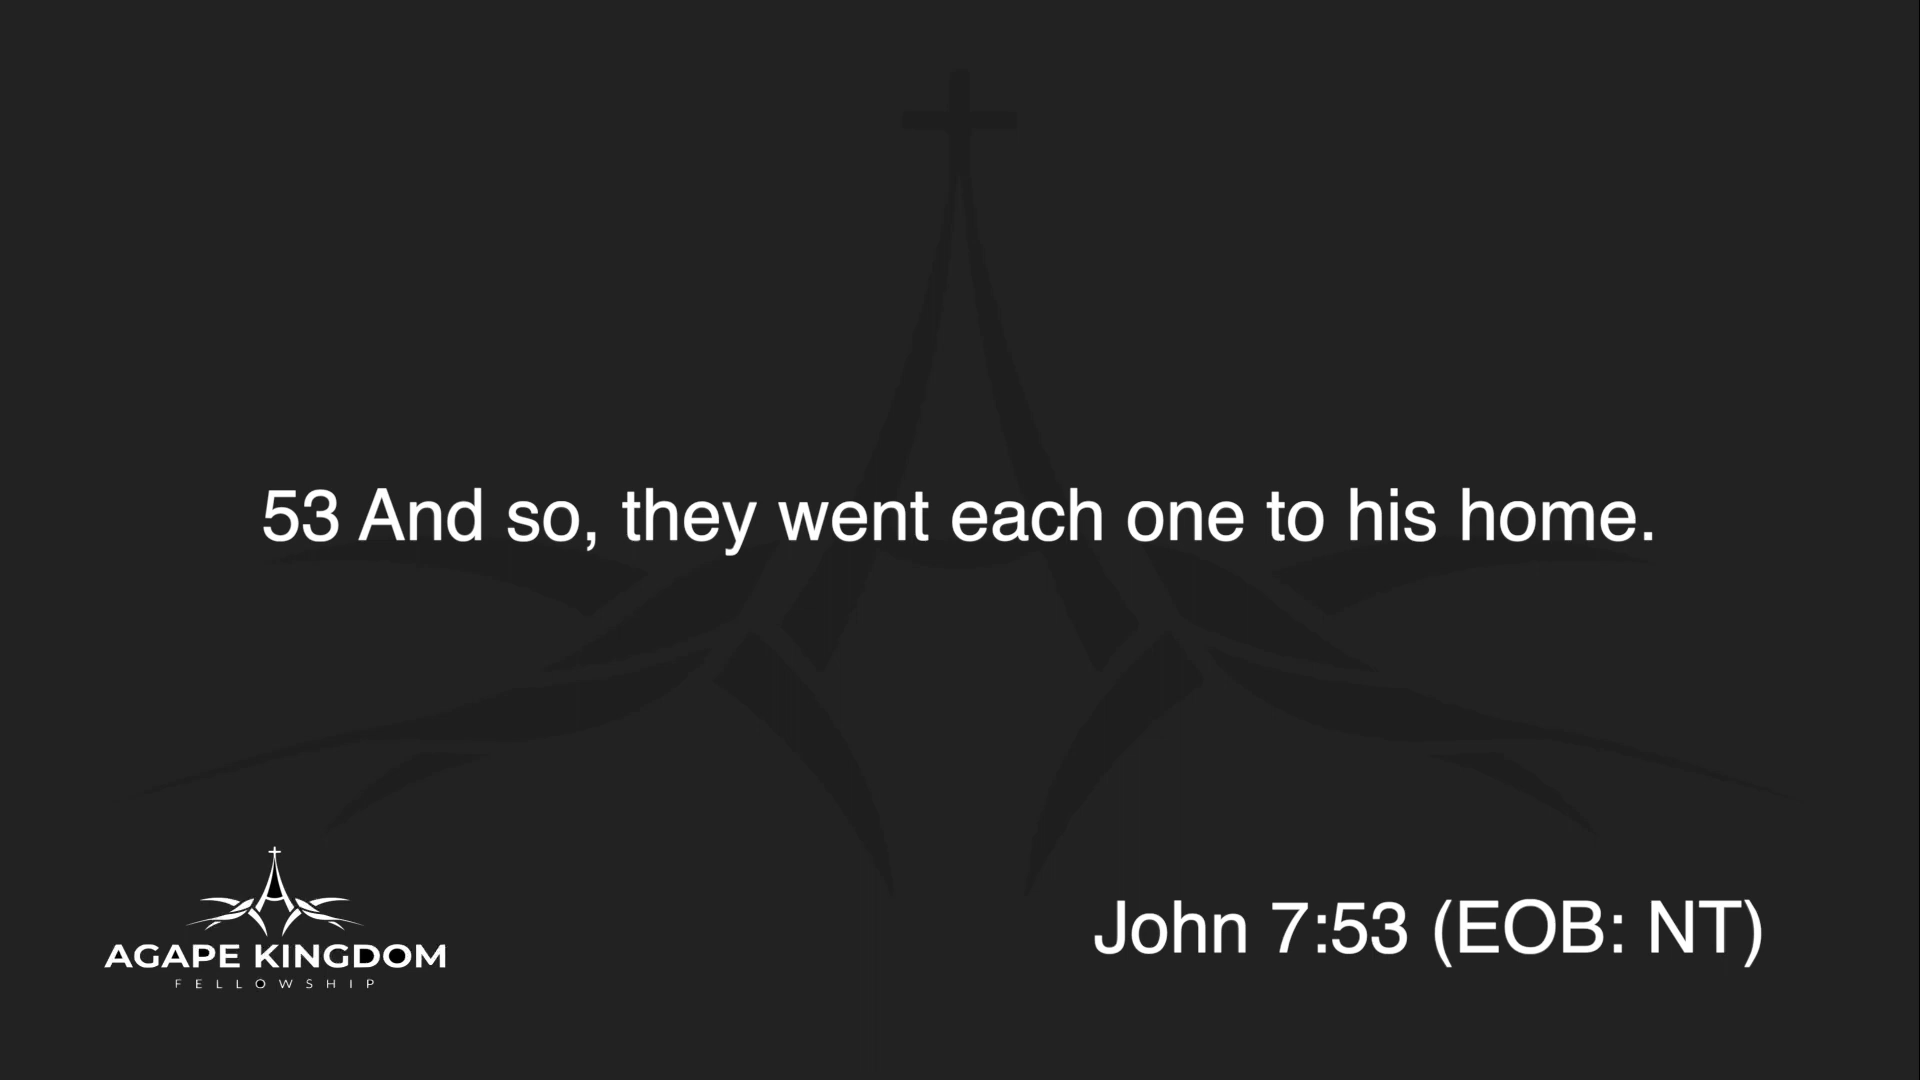 53 And so, they went each one to his home.
AGAPE KINGDOM
FELLOWSHIP
John 7:53 (EOB: NT)